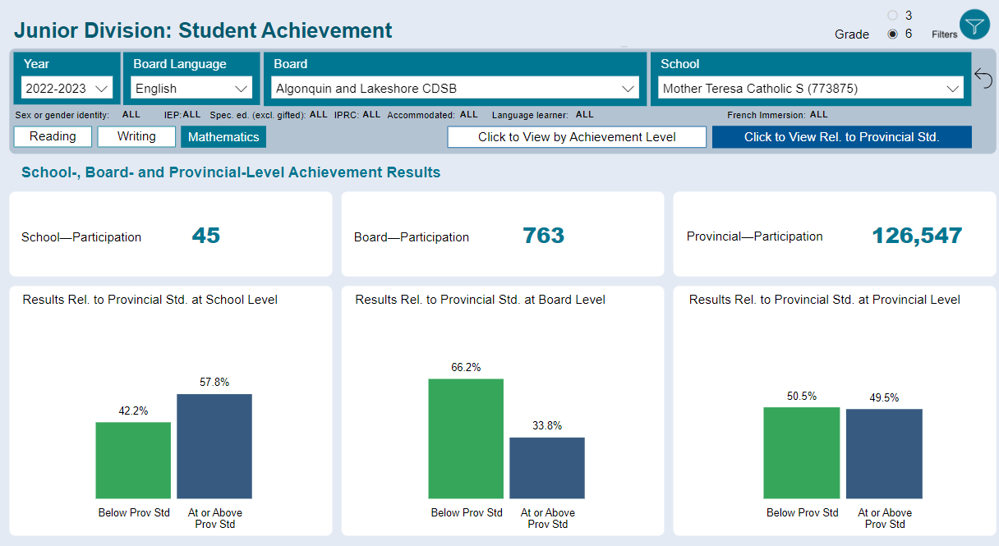 Junior Division: Student Achievement
Grade
3
6
Filters
Year
Board Language
Board
School
2022-2023
English
Algonquin and Lakeshore CDSB
Mother Teresa Catholic S (773875)
Sex or gender identity: ALL IEP: ALL Spec. ed. (excl. gifted): ALL IPRC: ALL Accommodated: ALL Language learner: ALL French Immersion: ALL
Reading
Writing
Mathematics
Click to View by Achievement Level
Click to View Rel. to Provincial Std.
School-, Board- and Provincial-Level Achievement Results
School—Participation 45
Board—Participation 763
Provincial—Participation 126,547
Results Rel. to Provincial Std. at School Level
42.2%
57.8%
Below Prov Std
At or Above
Prov Std
Results Rel. to Provincial Std. at Board Level
66.2%
33.8%
Below Prov Std
At or Above
Prov Std
Results Rel. to Provincial Std. at Provincial Level
50.5%
49.5%
Below Prov Std
At or Above
Prov Std